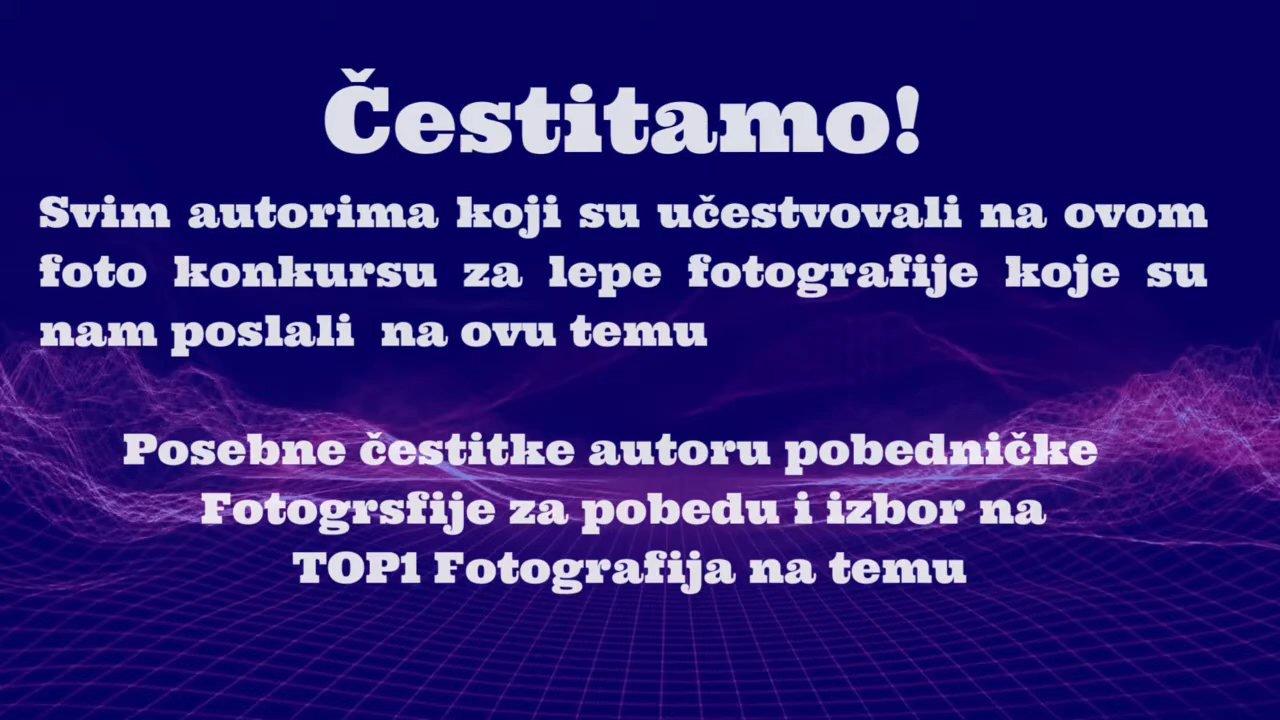 Čestitamo!
Svim autorima koji su učestvovali na ovom
foto konkursu za lepe fotografije koje su
nam poslali na ovu temu
Posebne čestitke autoru pobedničke
Fotogrsfije za pobedu i izbor na
TOP1 Fotografija na temu